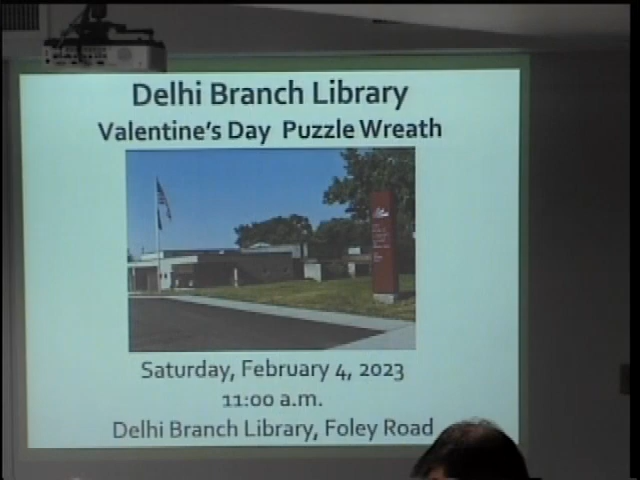 Delhi Branch Library
Valentine's Day Puzzle Wreath
Saturday, February 4, 2023
11:00 a.m.
Delhi Branch Library, Foley Road